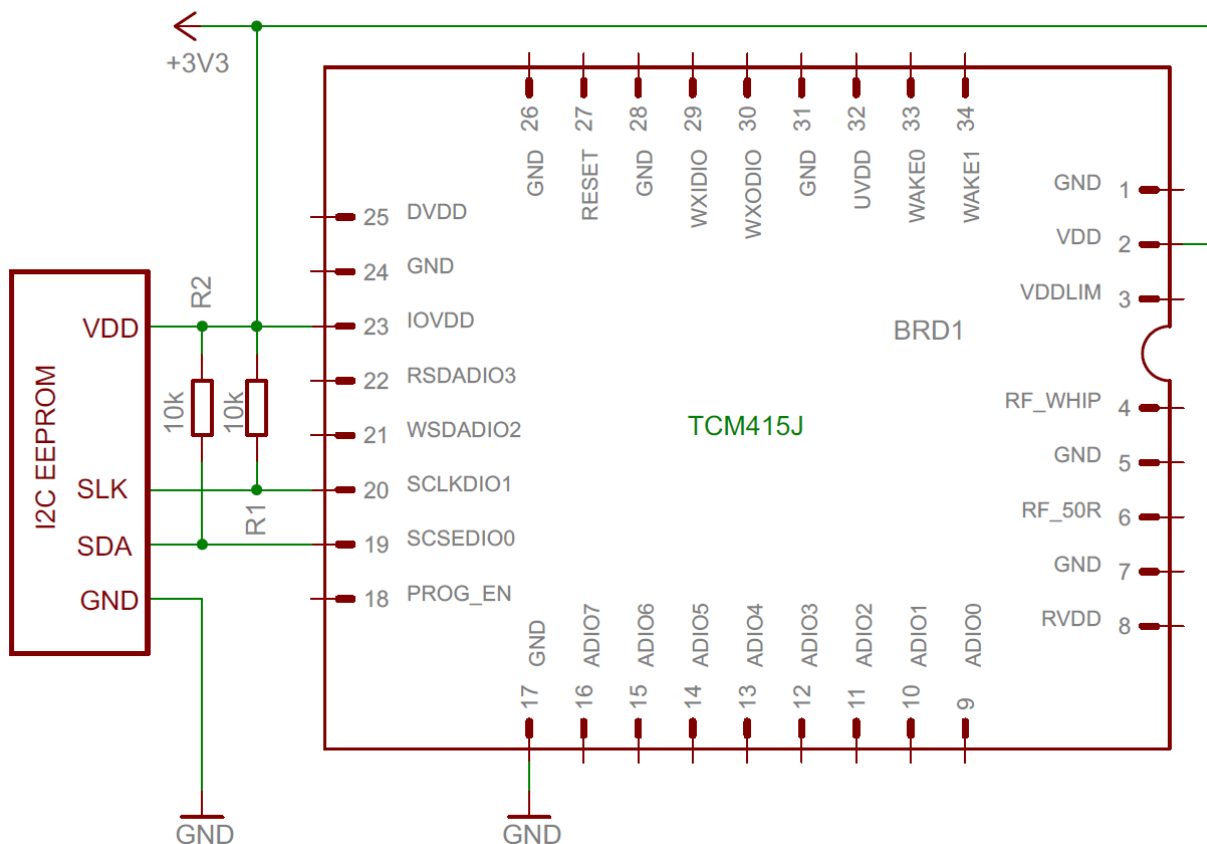 +3V3
26 GND
27 RESET
28 GND
29 WXIDIO
30 WXODIO
31 GND
32 UVDD
33 WAKE0
34 WAKE1
25 DVDD
24 GND
23 IOVDD
22 RSDADIO3
21 WSDADIO2
20 SCLKDIO1
19 SCSEDIO0
18 PROG_EN
GND 1
VDD 2
VDDLIM 3
BRD1
TCM415J
RF_WHIP 4
GND 5
RF_50R 6
GND 7
RVDD 8
I2C EEPROM
VDD
SLK
SDA
GND
R2
10k
10k
R1
GND 17
ADIO7 16
ADIO6 15
ADIO5 14
ADIO4 13
ADIO3 12
ADIO2 11
ADIO1 10
ADIO0 9
GND
GND